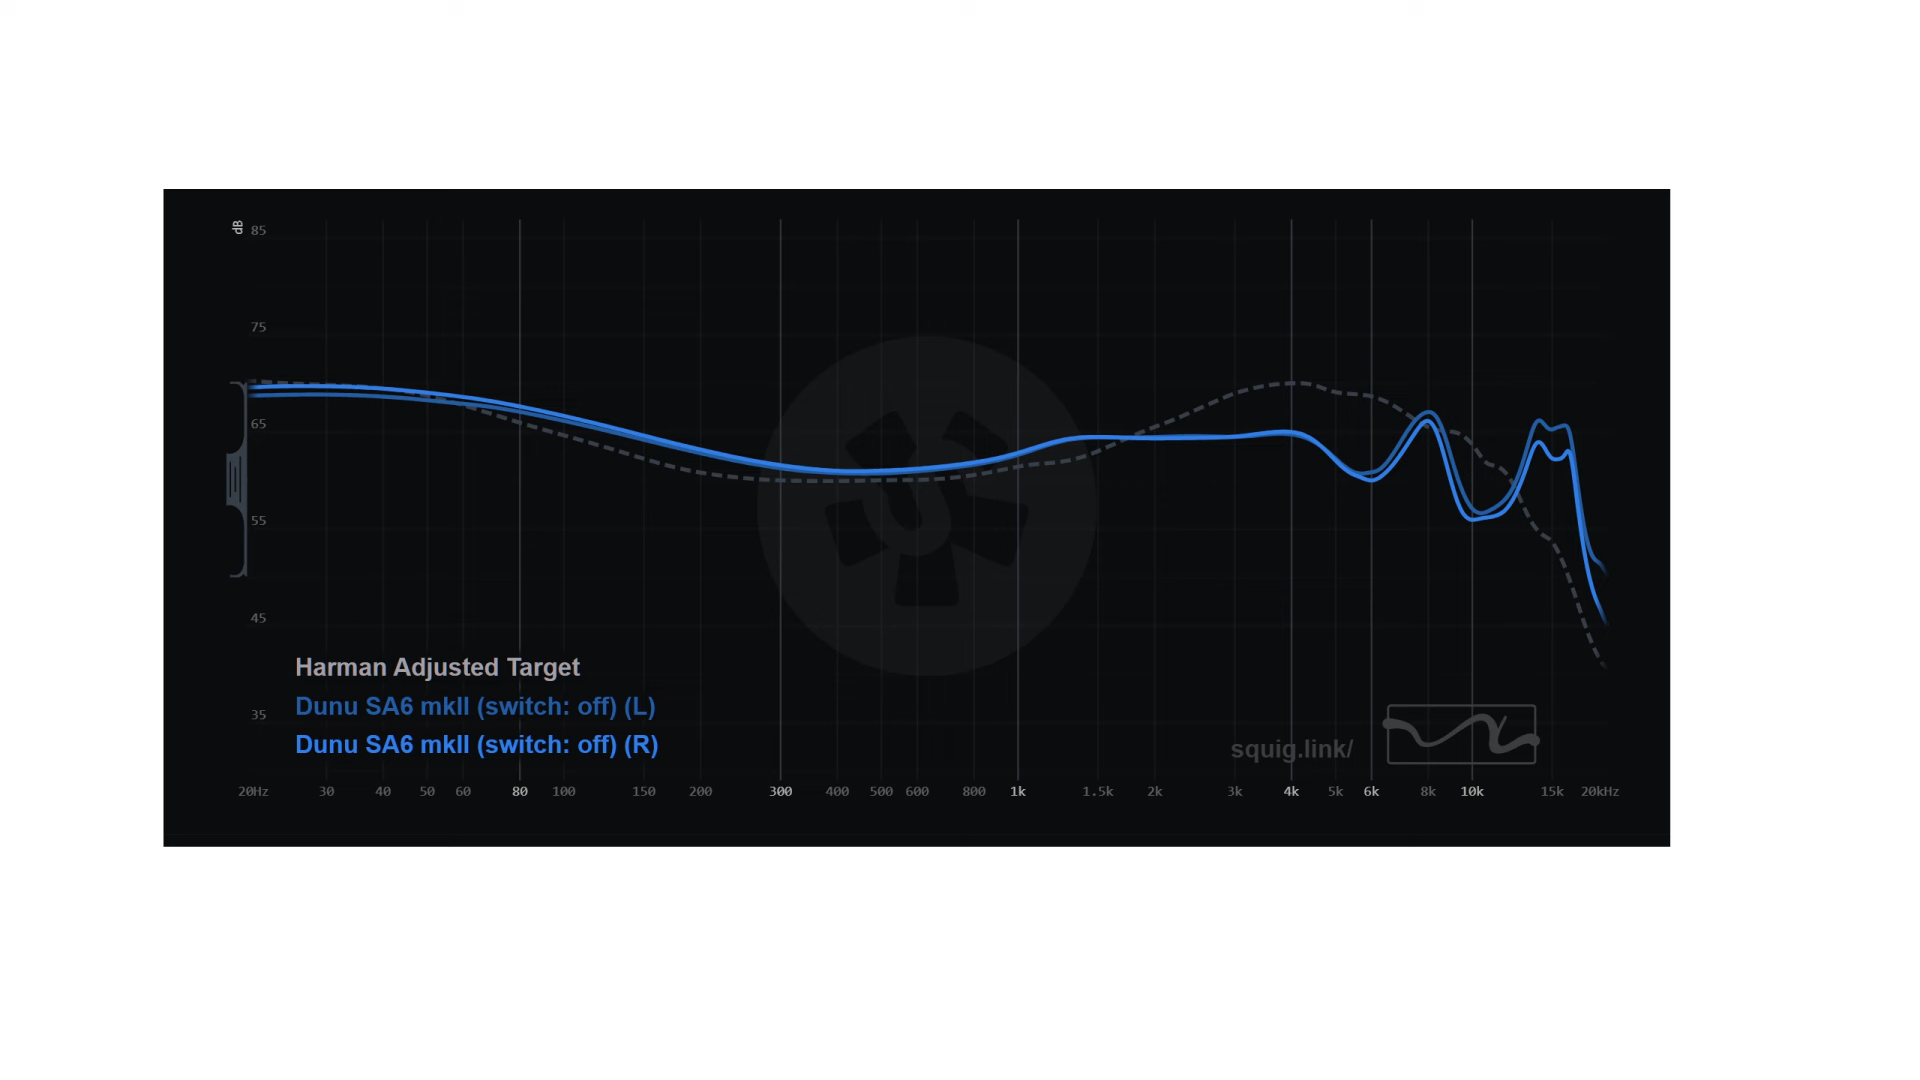 dB
85
75
65
55
45
35
Harman Adjusted Target
Dunu SA6 mkII (switch: off) (L)
Dunu SA6 mkII (switch: off) (R)
squig.link/
20Hz 30 40 50 60 80 100 150 200 300 400 500 600 800 1k 1.5k 2k 3k 4k 5k 6k 8k 10k 15k 20kHz